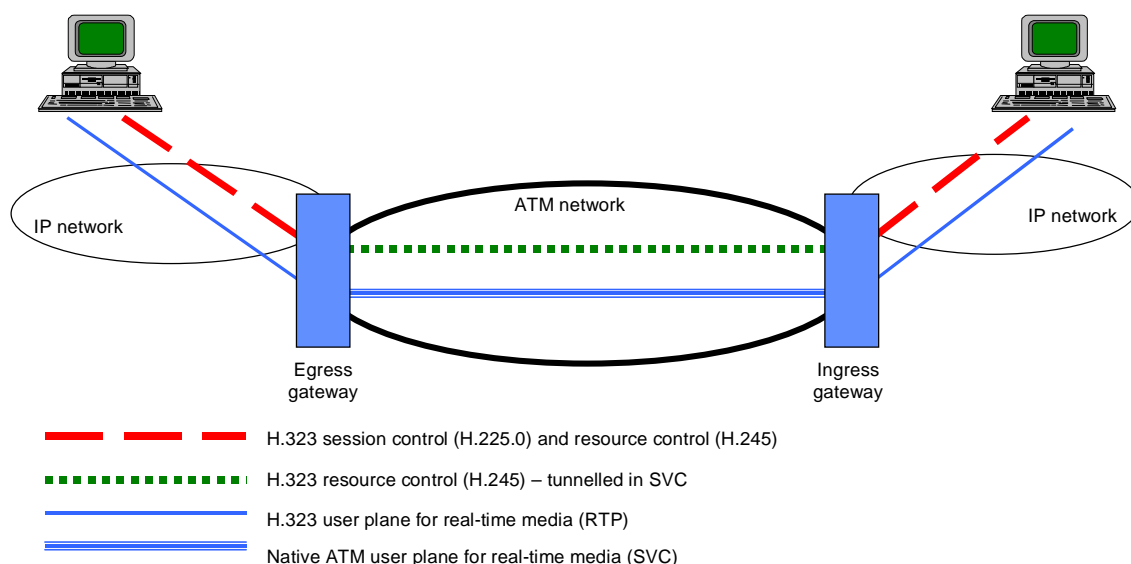 ATM network
IP network
IP network
Egress
gateway
Ingress
gateway
H.323 session control (H.225.0) and resource control (H.245)
H.323 resource control (H.245) – tunnelled in SVC
H.323 user plane for real-time media (RTP)
Native ATM user plane for real-time media (SVC)